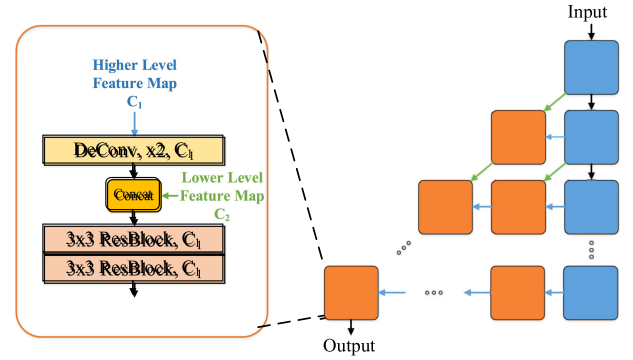 Input
Higher Level
Feature Map
C₁
DeConv, x2, C₁
Concat
Lower Level
Feature Map
C₂
3x3 ResBlock, C₁
3x3 ResBlock, C₁
Output